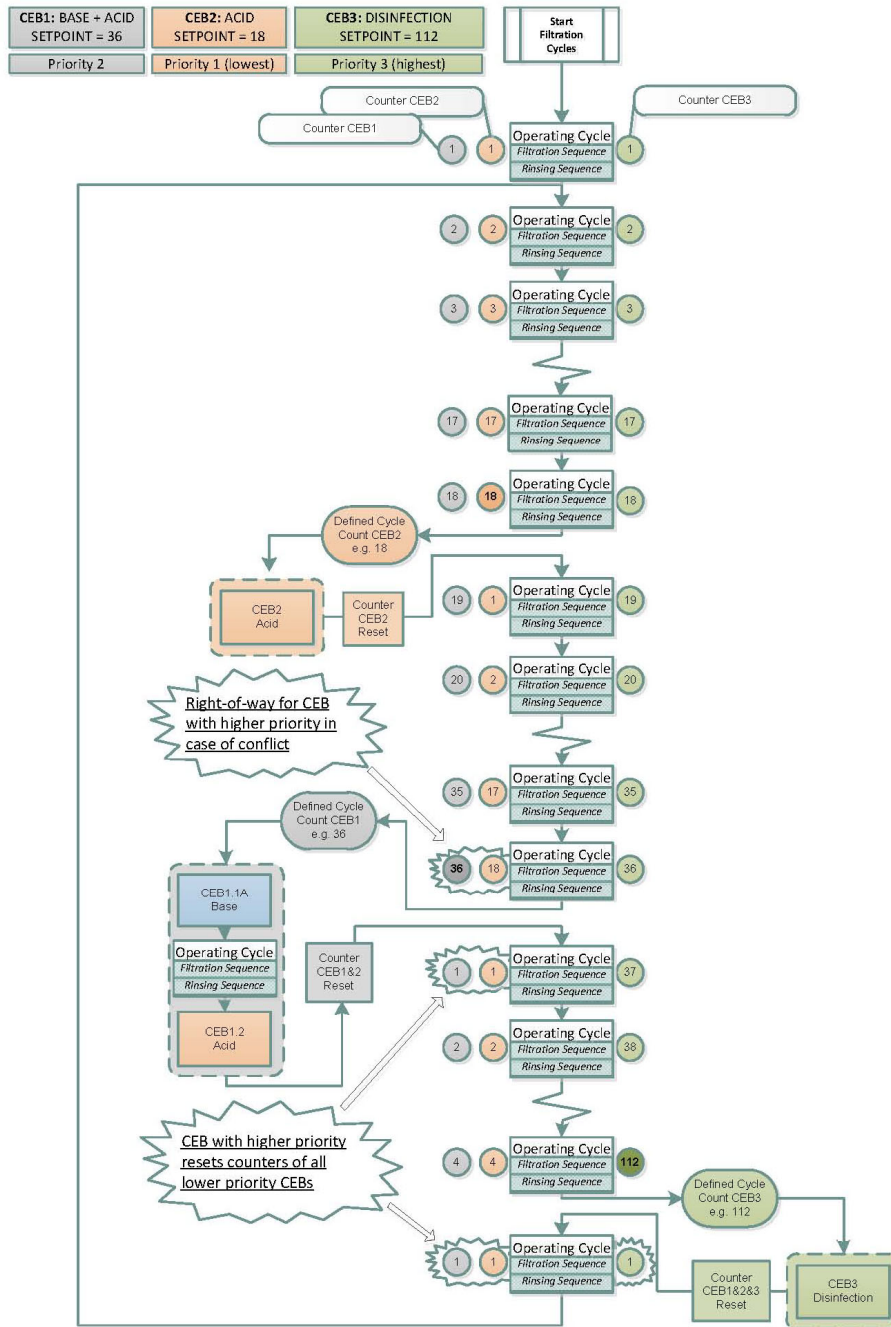 CEB1: BASE + ACID
SETPOINT = 36
Priority 2
CEB2: ACID
SETPOINT = 18
Priority 1 (lowest)
CEB3: DISINFECTION
SETPOINT = 112
Priority 3 (highest)
Start
Filtration
Cycles
Counter CEB2
Counter CEB1
Counter CEB3
1
1
Operating Cycle
Filtration Sequence
Rinsing Sequence
1
2
2
Operating Cycle
Filtration Sequence
Rinsing Sequence
2
3
3
Operating Cycle
Filtration Sequence
Rinsing Sequence
3
17
17
Operating Cycle
Filtration Sequence
Rinsing Sequence
17
18
18
Operating Cycle
Filtration Sequence
Rinsing Sequence
18
Defined Cycle
Count CEB2
e.g. 18
CEB2
Acid
Counter
CEB2
Reset
19
1
Operating Cycle
Filtration Sequence
Rinsing Sequence
19
20
2
Operating Cycle
Filtration Sequence
Rinsing Sequence
20
Right-of-way for CEB
with higher priority in
case of conflict
35
17
Operating Cycle
Filtration Sequence
Rinsing Sequence
35
Defined Cycle
Count CEB1
e.g. 36
36
18
Operating Cycle
Filtration Sequence
Rinsing Sequence
36
CEB1.1A
Base
Operating Cycle
Filtration Sequence
Rinsing Sequence
CEB1.2
Acid
Counter
CEB1&2
Reset
1
1
Operating Cycle
Filtration Sequence
Rinsing Sequence
37
2
2
Operating Cycle
Filtration Sequence
Rinsing Sequence
38
CEB with higher priority
resets counters of all
lower priority CEBs
4
4
Operating Cycle
Filtration Sequence
Rinsing Sequence
112
Defined Cycle
Count CEB3
e.g. 112
1
1
Operating Cycle
Filtration Sequence
Rinsing Sequence
1
Counter
CEB1&2&3
Reset
CEB3
Disinfection